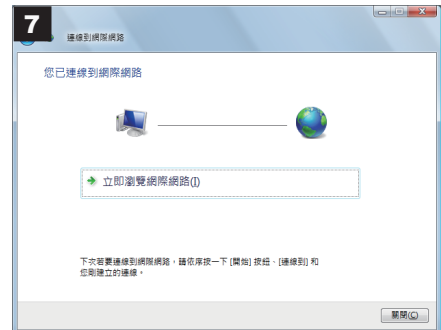 7
連線到網際網路
您已連線到網際網路
立即瀏覽網際網路(I)
下次若要連線到網際網路，請依序按一下 [開始] 按鈕、[連線到] 和
您剛建立的連線。
關閉(C)